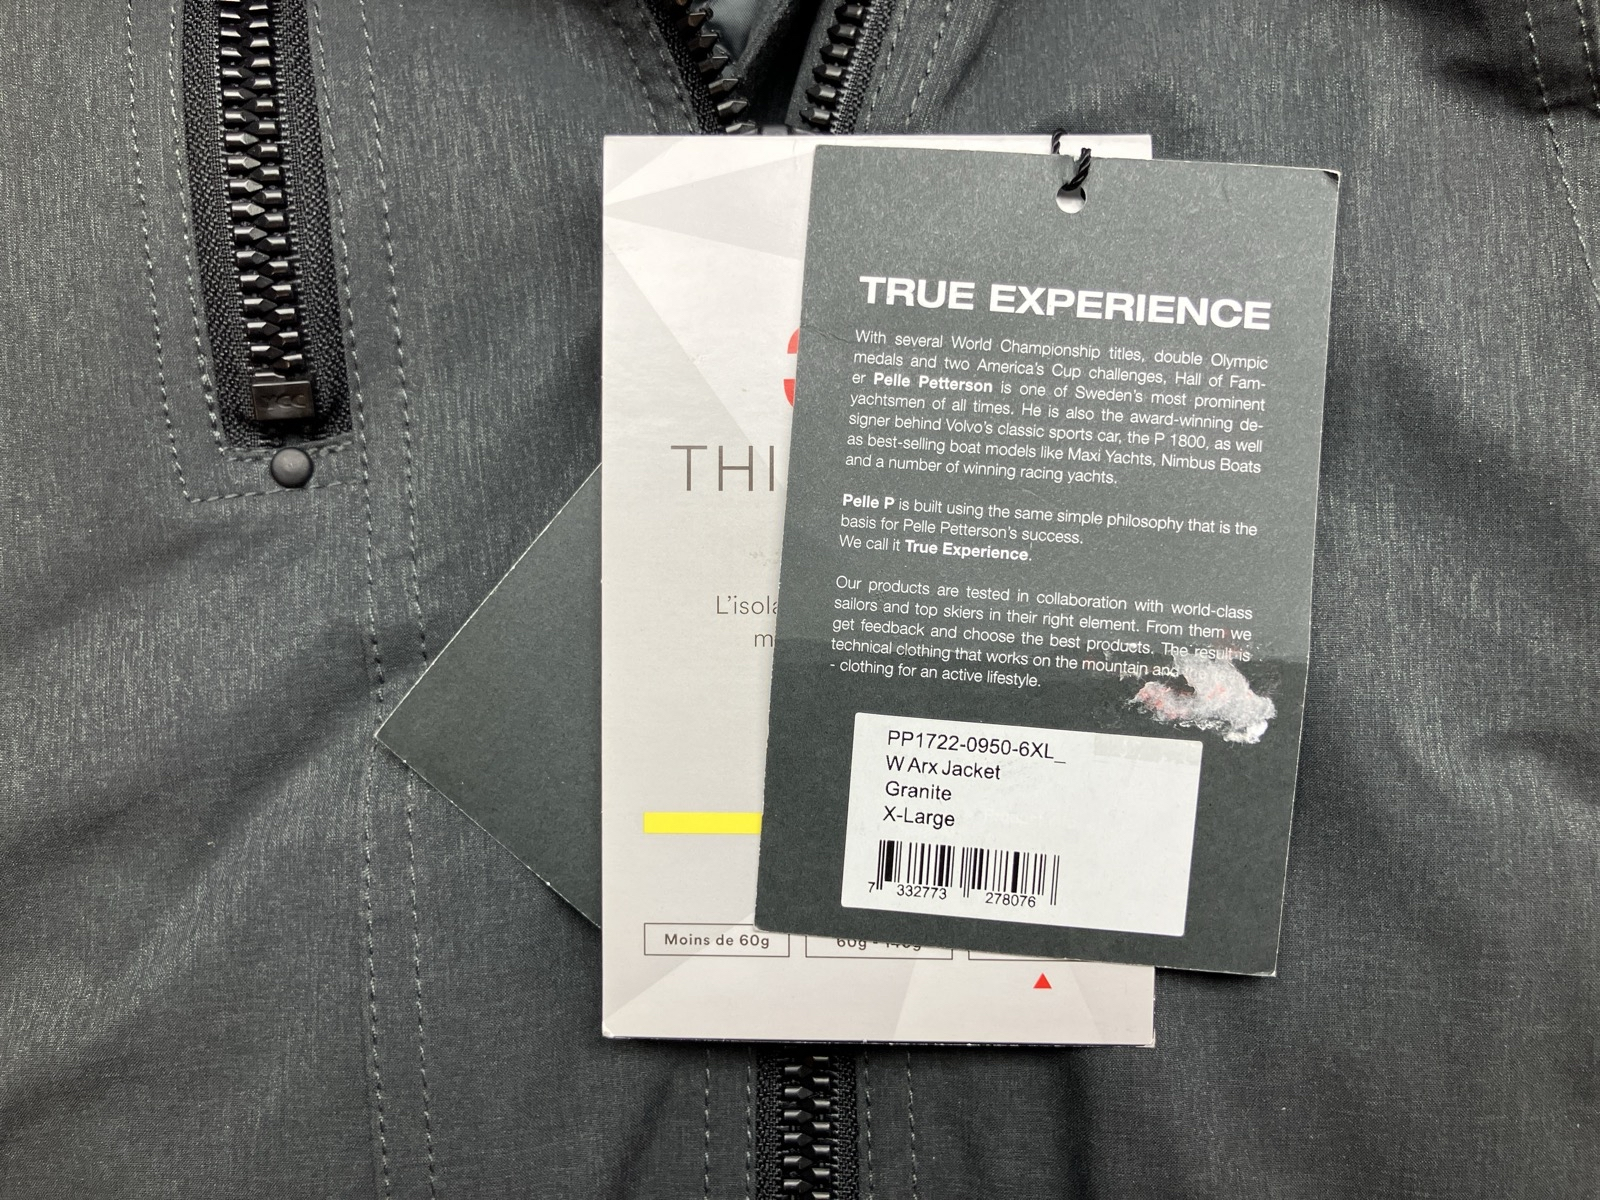 YCC
3
THI
L'isola
m
Moins de 60g
60g - 140g
TRUE EXPERIENCE
With several World Championship titles, double Olympic
medals and two America's Cup challenges, Hall of Fam-
er Pelle Petterson is one of Sweden's most prominent
yachtsmen of all times. He is also the award-winning de-
signer behind Volvo's classic sports car, the P 1800, as well
as best-selling boat models like Maxi Yachts, Nimbus Boats
and a number of winning racing yachts.
Pelle P is built using the same simple philosophy that is the
basis for Pelle Petterson's success.
We call it True Experience.
Our products are tested in collaboration with world-class
sailors and top skiers in their right element. From them we
get feedback and choose the best products. The result is
technical clothing that works on the mountain and
- clothing for an active lifestyle.
PP1722-0950-6XL_
W Arx Jacket
Granite
X-Large
7 332773 278076